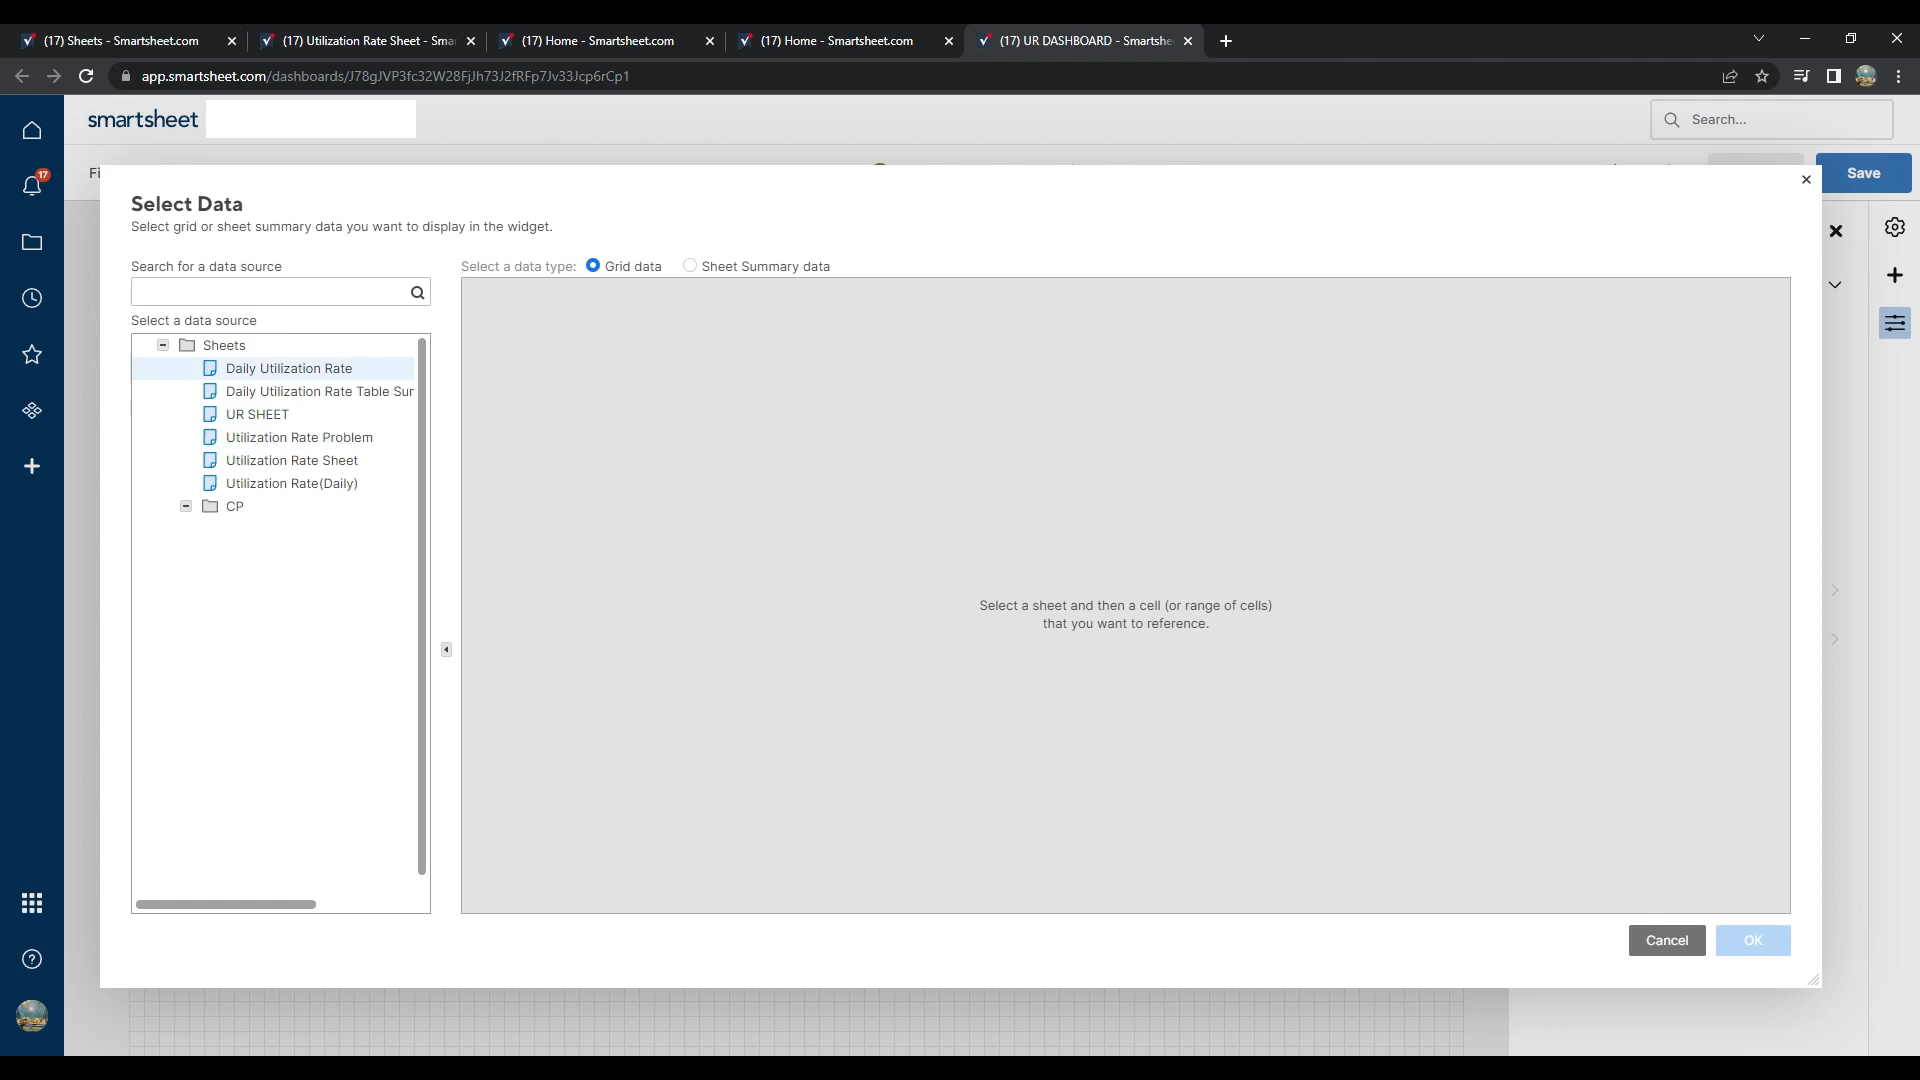 (17) Sheets - Smartsheet.com
(17) Utilization Rate Sheet - Sma
(17) Home - Smartsheet.com
(17) Home - Smartsheet.com
(17) UR DASHBOARD - Smartshe
app.smartsheet.com/dashboards/J78gJVP3fc32W28FjJh73J2fRFp7Jv33Jcp6rCp1
smartsheet
Search...
17
Fi
Save
Select Data
Select grid or sheet summary data you want to display in the widget.
Search for a data source
Select a data type: Grid data Sheet Summary data
Select a data source
Sheets
Daily Utilization Rate
Daily Utilization Rate Table Sur
UR SHEET
Utilization Rate Problem
Utilization Rate Sheet
Utilization Rate(Daily)
CP
Select a sheet and then a cell (or range of cells)
that you want to reference.
Cancel
OK